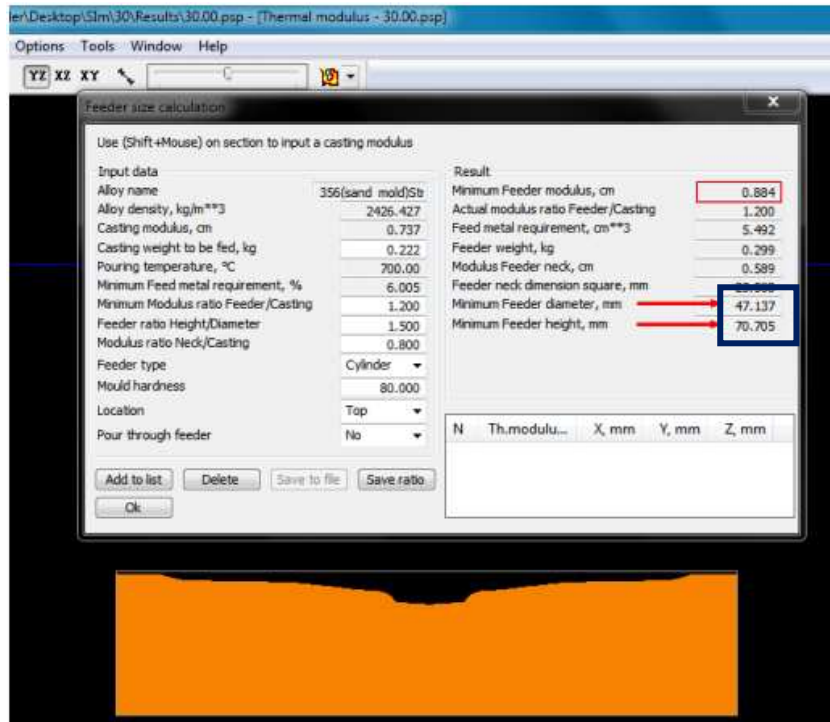 er\Desktop\SIm\30\Results\30.00.psp - [Thermal modulus - 30.00.psp]
Options Tools Window Help
YZ XZ XY
Feeder size calculation
Use (Shift+Mouse) on section to input a casting modulus
Input data
Alloy name 356(sand mold)Str
Alloy density, kg/m**3 2426.427
Casting modulus, cm 0.737
Casting weight to be fed, kg 0.222
Pouring temperature, °C 700.00
Minimum Feed metal requirement, % 6.005
Minimum Modulus ratio Feeder/Casting 1.200
Feeder ratio Height/Diameter 1.500
Modulus ratio Neck/Casting 0.800
Feeder type Cylinder
Mould hardness 80.000
Location Top
Pour through feeder No
Add to list Delete Save to file Save ratio
Ok
Result
Minimum Feeder modulus, cm 0.884
Actual modulus ratio Feeder/Casting 1.200
Feed metal requirement, cm**3 5.492
Feeder weight, kg 0.299
Modulus Feeder neck, cm 0.589
Feeder neck dimension square, mm
Minimum Feeder diameter, mm 47.137
Minimum Feeder height, mm 70.705
N Th.modulu... X, mm Y, mm Z, mm